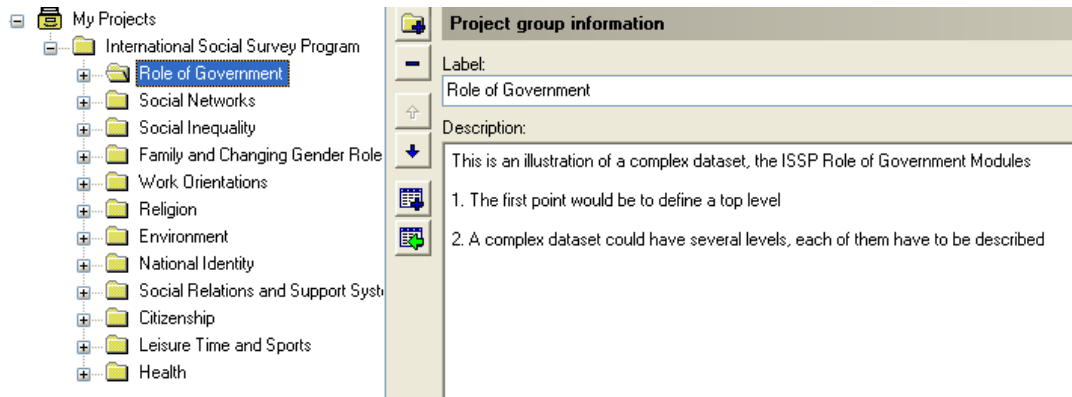 My Projects
International Social Survey Program
Role of Government
Social Networks
Social Inequality
Family and Changing Gender Role
Work Orientations
Religion
Environment
National Identity
Social Relations and Support Syst
Citizenship
Leisure Time and Sports
Health
Project group information
Label:
Role of Government
Description:
This is an illustration of a complex dataset, the ISSP Role of Government Modules
1. The first point would be to define a top level
2. A complex dataset could have several levels, each of them have to be described